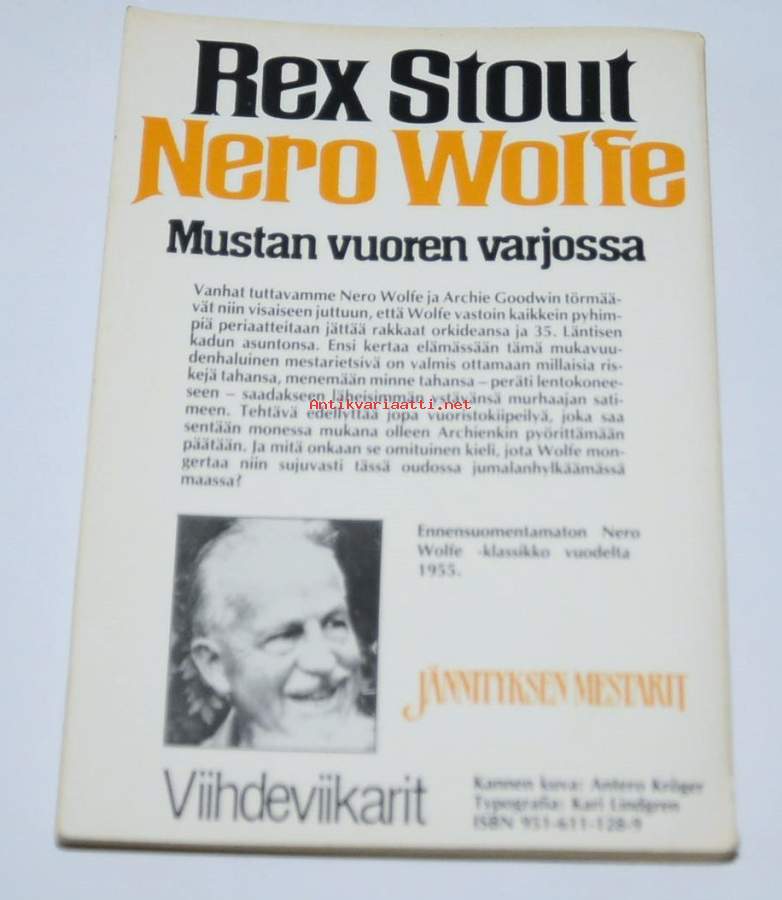 Rex Stout
Nero Wolfe
Mustan vuoren varjossa
Vanhat tuttavamme Nero Wolfe ja Archie Goodwin törmää-
vät niin visaiseen juttuun, että Wolfe vastoin kaikkein pyhim-
piä periaatteitaan jättää rakkaat orkideansa ja 35. Läntisen
kadun asuntonsa. Ensi kertaa elämässään tämä mukavuu-
denhaluinen mestarietsivä on valmis ottamaan millaisia ris-
kejä tahansa, menemään minne tahansa – peräti lentokonee-
seen – saadakseen läheisimmän ystävänsä murhaajan sati-
Antikvariaatti.net
meen. Tehtävä edellyttää jopa vuoristokiipeilyä, joka saa
sentään monessa mukana olleen Archienkin pyörittämään
päätään. Ja mitä onkaan se omituinen kieli, jota Wolfe mon-
gertaa niin sujuvasti tässä oudossa jumalanhylkäämässä
maassa?
Ennensuomentamaton Nero
Wolfe -klassikko vuodelta
1955.
JÄNNITYKSEN MESTARIT
Viihdeviikarit
Kannen kuva: Antero Kröger
Typografia: Kari Lindgren
ISBN 951-611-128-9